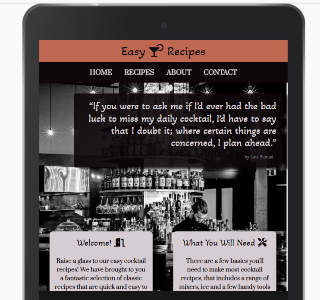 Easy Recipes
HOME RECIPES ABOUT CONTACT
“If you were to ask me if I'd ever had the bad
luck to miss my daily cocktail, I'd have to say
that I doubt it; where certain things are
concerned, I plan ahead.”
by Luis Bunuel
Welcome!
Raise a glass to our easy cocktail
recipes! We have brought to you
a fantastic selection of classic
recipes that are quick and easy to
What You Will Need
There are a few basics you'll
need to make most cocktail
recipes, that includes a range of
mixers, ice and a few handy tools